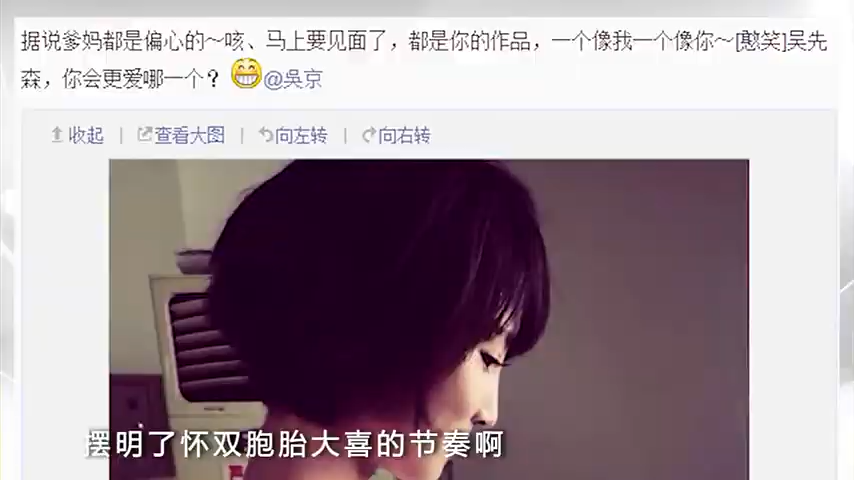 据说爹妈都是偏心的～咳、马上要见面了，都是你的作品，一个像我一个像你～[憨笑]吴先
森，你会更爱哪一个？@吳京
收起 | 查看大图 | 向左转 | 向右转
摆明了怀双胞胎大喜的节奏啊